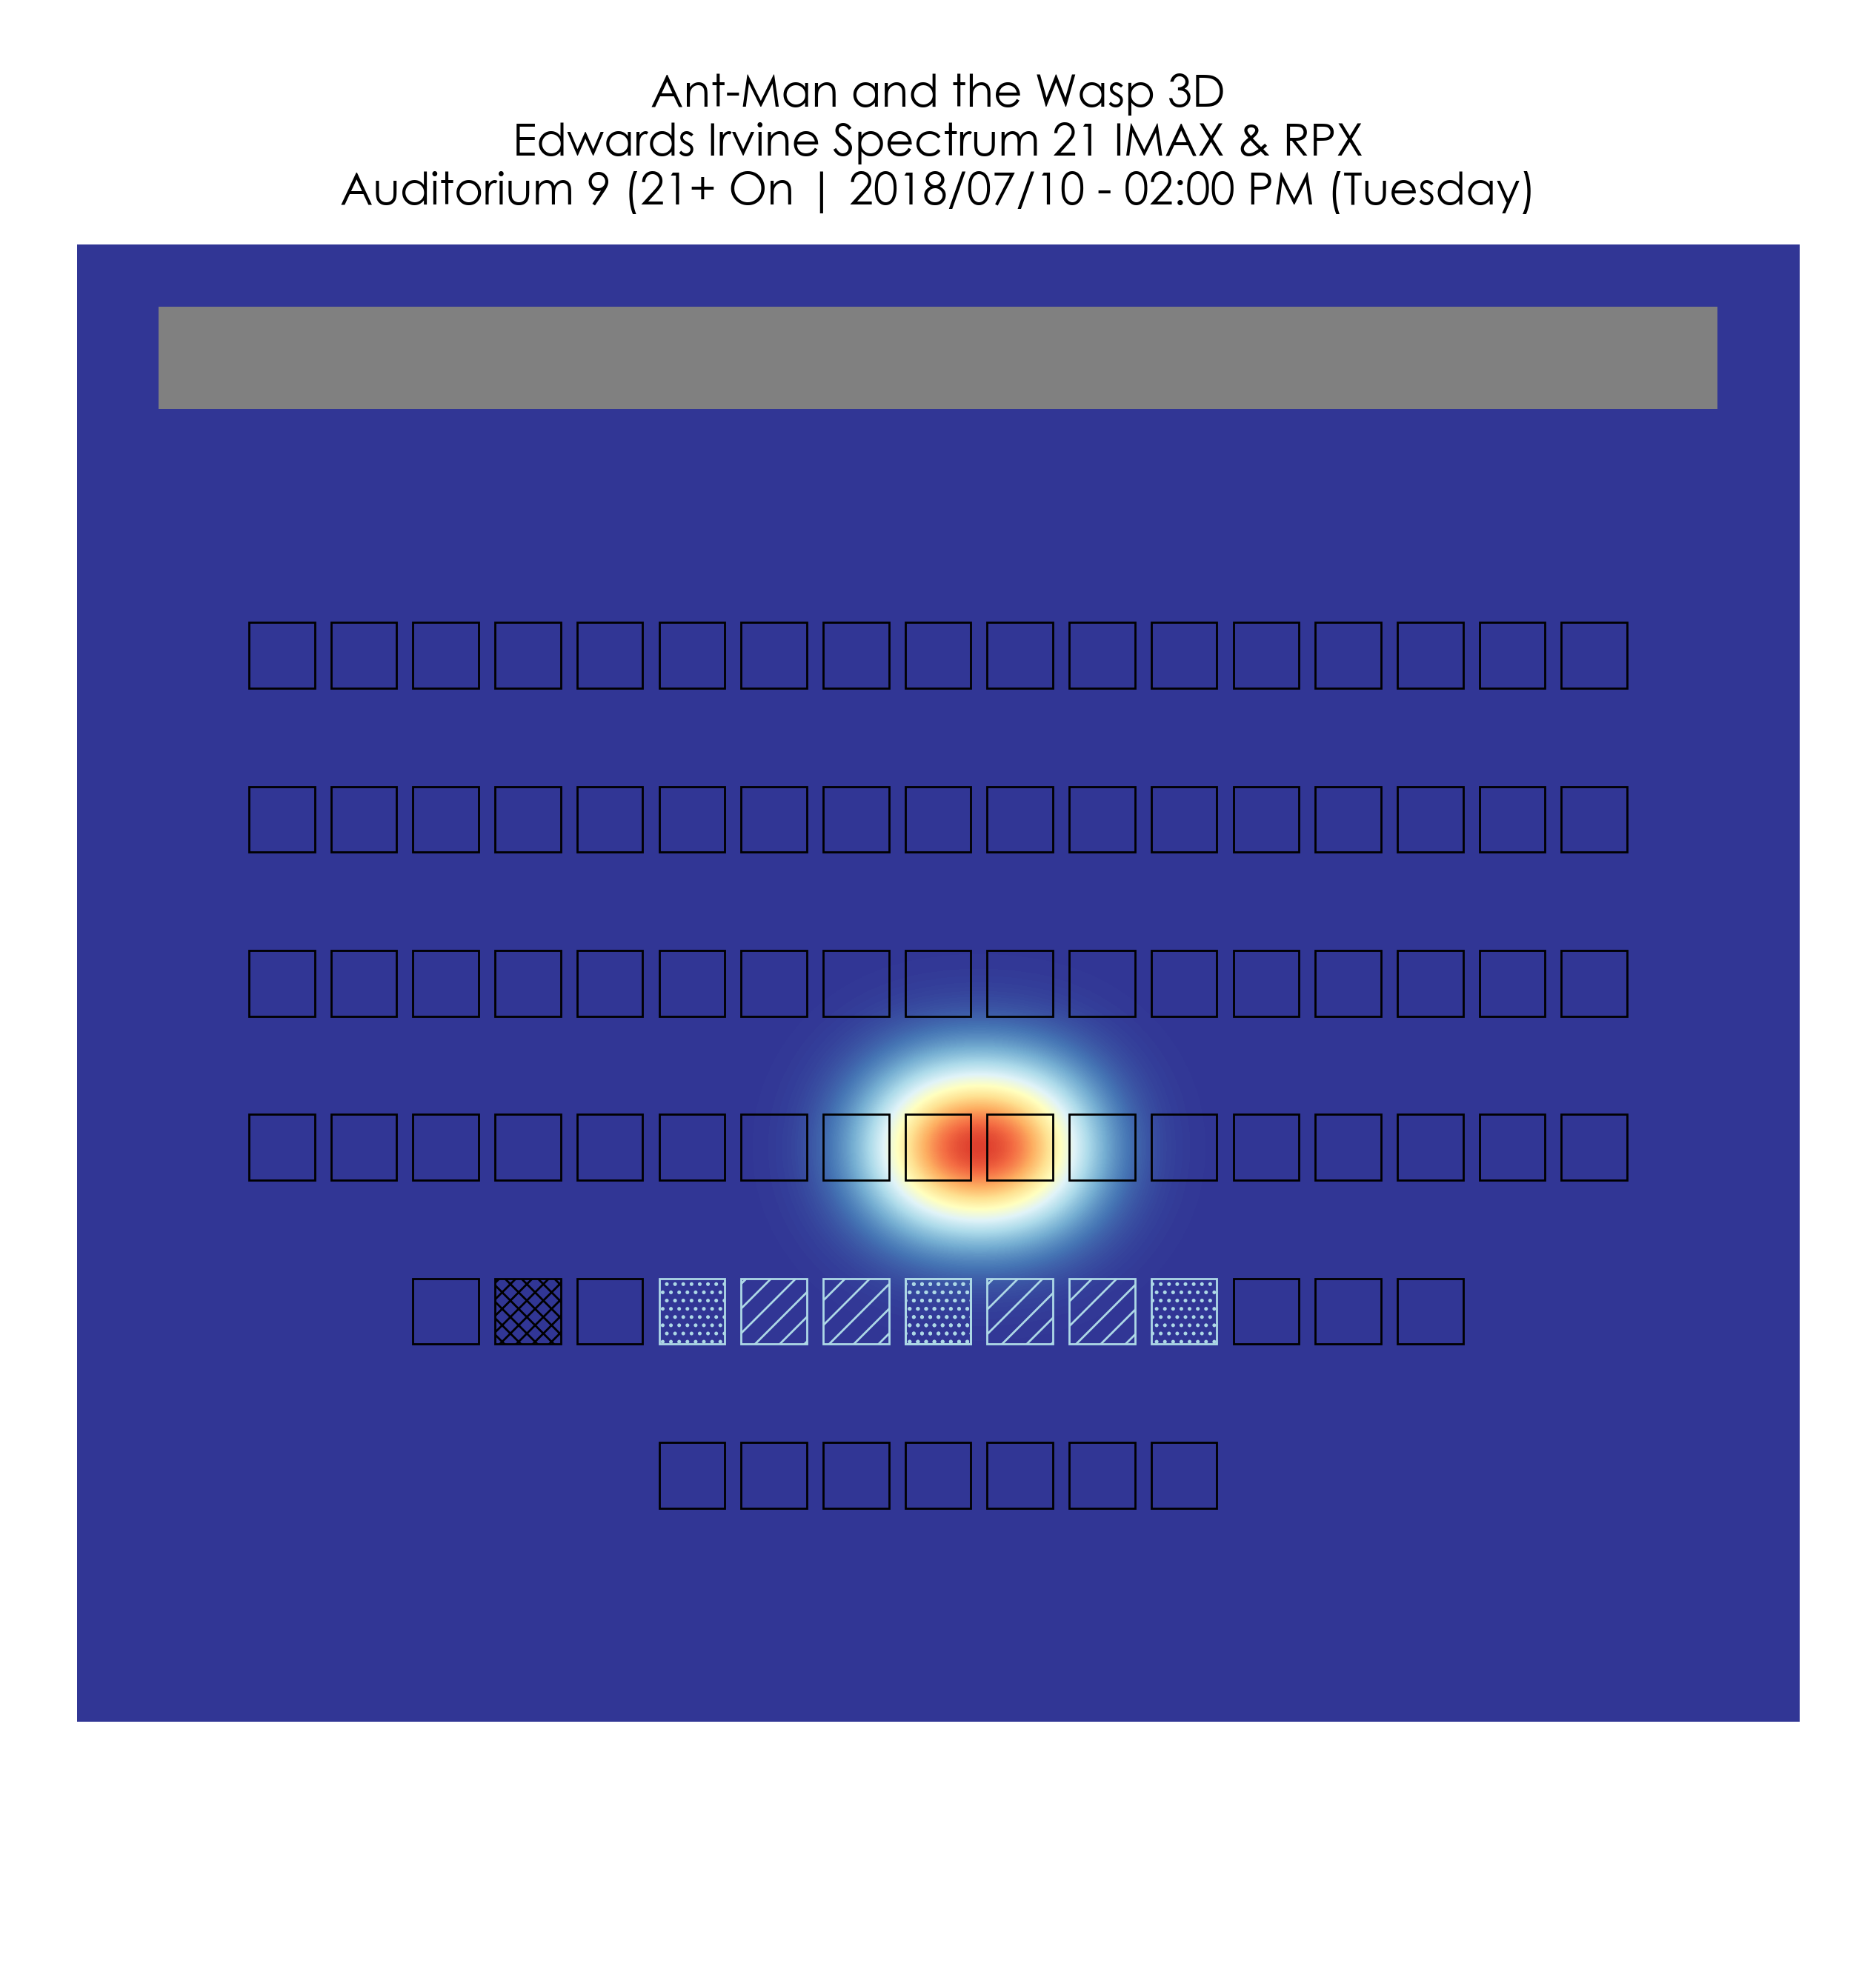 Ant-Man and the Wasp 3D
Edwards Irvine Spectrum 21 IMAX & RPX
Auditorium 9 (21+ On | 2018/07/10 - 02:00 PM (Tuesday)